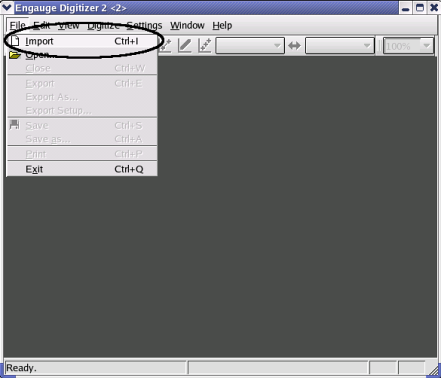 Engauge Digitizer 2 <2>
File Edit View Digitize Settings Window Help
Import Ctrl+I
Open...
Close Ctrl+W
Export Ctrl+E
Export As...
Export Setup...
Save Ctrl+S
Save as... Ctrl+A
Print Ctrl+P
Exit Ctrl+Q
100%
Ready.